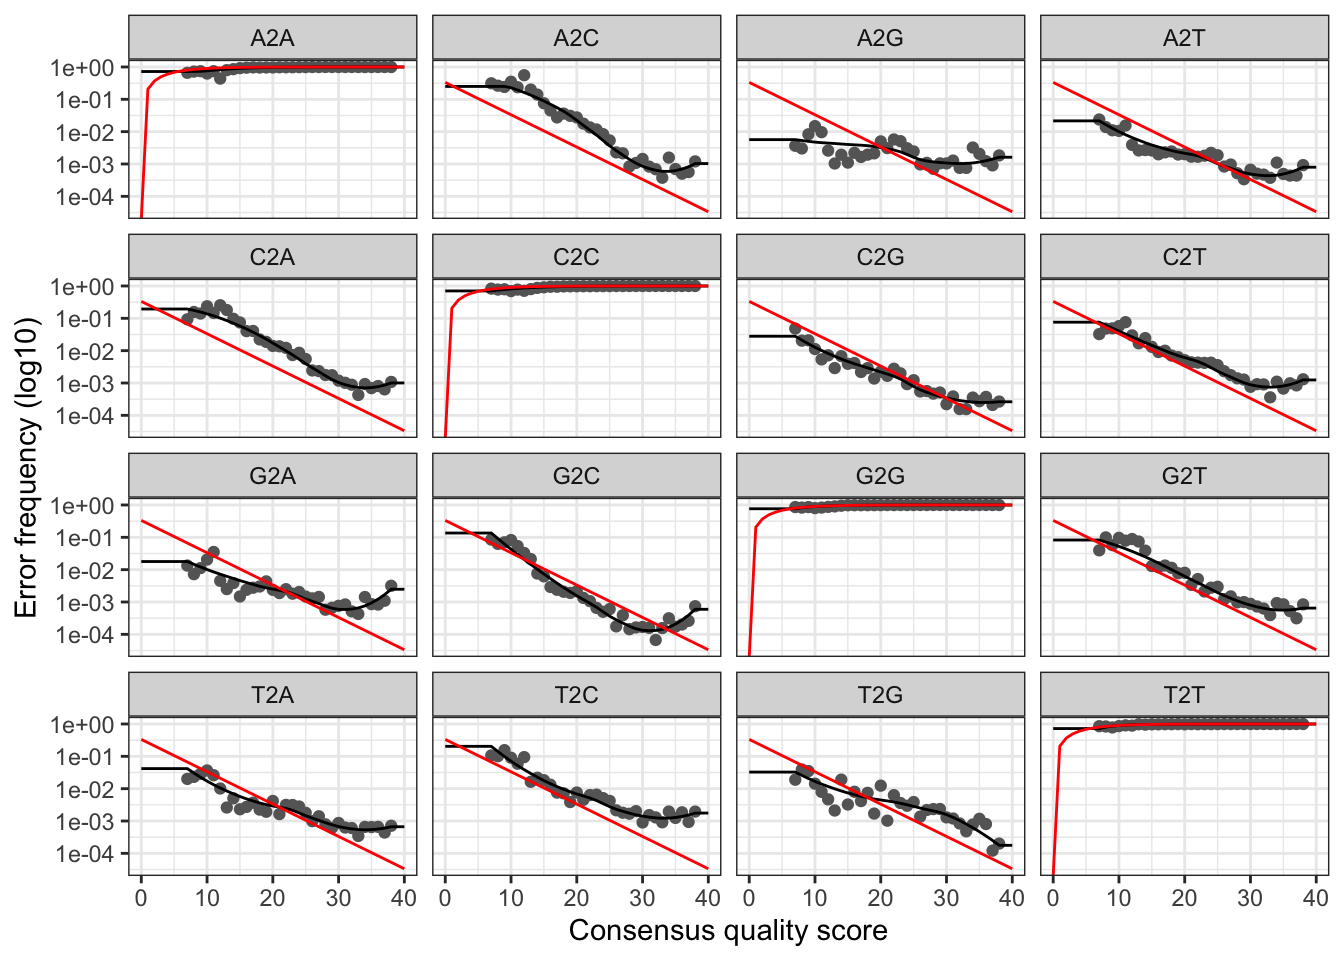 A2A A2C A2G A2T
1e+00
1e-01
1e-02
1e-03
1e-04
C2A C2C C2G C2T
1e+00
1e-01
1e-02
1e-03
1e-04
G2A G2C G2G G2T
1e+00
1e-01
1e-02
1e-03
1e-04
T2A T2C T2G T2T
1e+00
1e-01
1e-02
1e-03
1e-04
0 10 20 30 40 0 10 20 30 40 0 10 20 30 40 0 10 20 30 40
Consensus quality score
Error frequency (log10)